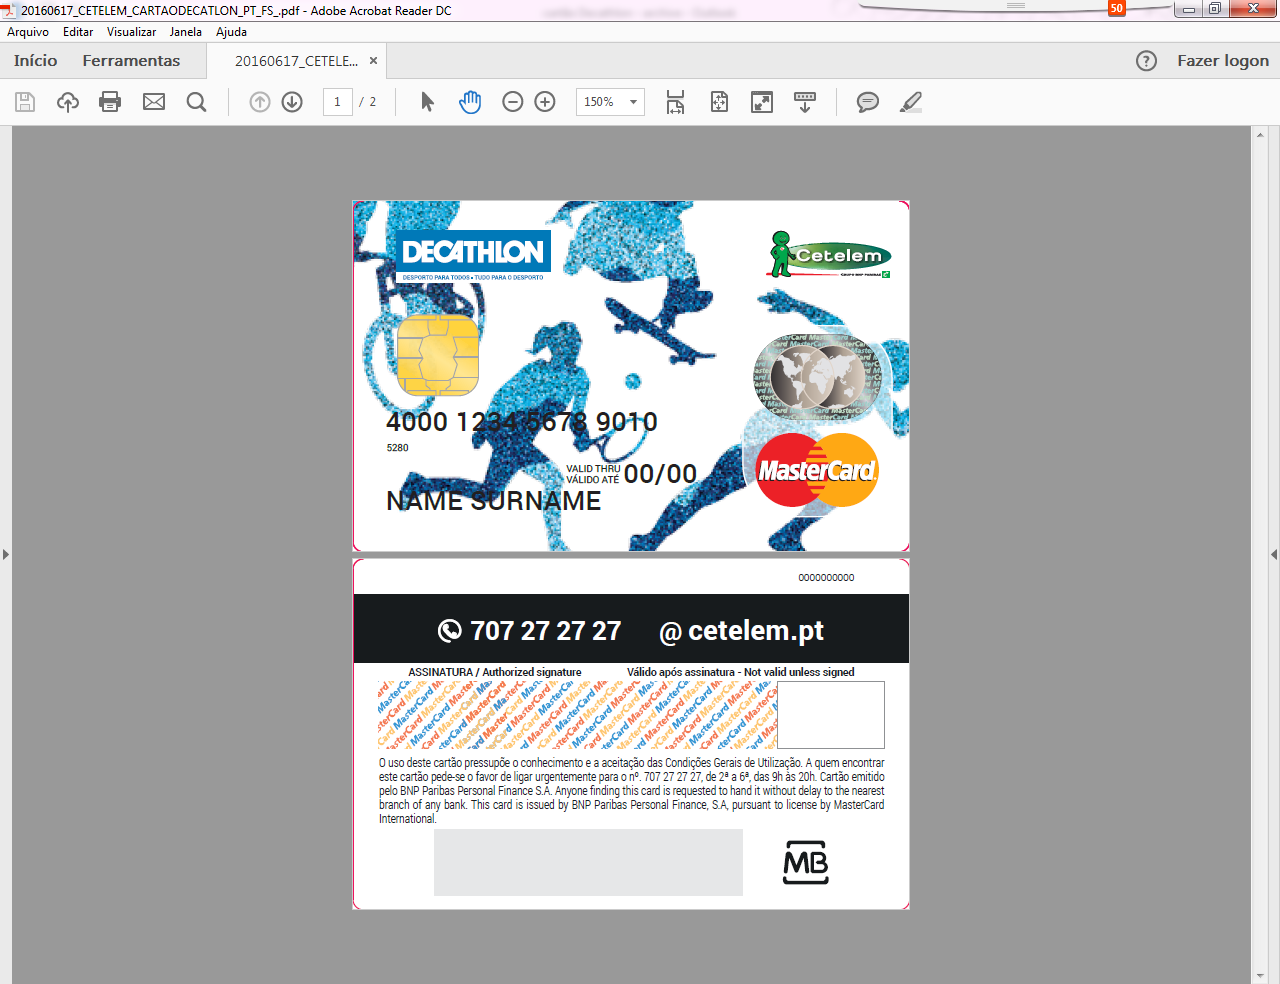 20160617_CETELEM_CARTAODECATLON_PT_FS_.pdf - Adobe Acrobat Reader DC
50
Arquivo Editar Visualizar Janela Ajuda
Início Ferramentas 20160617_CETELE... × ? Fazer logon
1 / 2 150%
DECATHLON
DESPORTO PARA TODOS • TUDO PARA O DESPORTO
Cetelem
GRUPO BNP PARIBAS
4000 1234 5678 9010
5280
VALID THRU
VÁLIDO ATÉ 00/00
NAME SURNAME
MasterCard
0000000000
707 27 27 27 @ cetelem.pt
ASSINATURA / Authorized signature Válido após assinatura - Not valid unless signed
MasterCard MasterCard MasterCard
O uso deste cartão pressupõe o conhecimento e a aceitação das Condições Gerais de Utilização. A quem encontrar
este cartão pede-se o favor de ligar urgentemente para o nº. 707 27 27 27, de 2ª a 6ª, das 9h às 20h. Cartão emitido
pelo BNP Paribas Personal Finance S.A. Anyone finding this card is requested to hand it without delay to the nearest
branch of any bank. This card is issued by BNP Paribas Personal Finance, S.A, pursuant to license by MasterCard
International.
MB